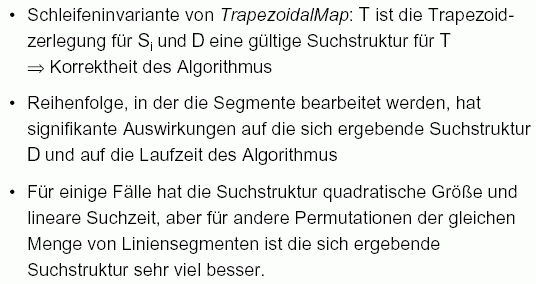 • Schleifeninvariante von TrapezoidalMap: T ist die Trapezoid-
zerlegung für Si und D eine gültige Suchstruktur für T
⇒ Korrektheit des Algorithmus
• Reihenfolge, in der die Segmente bearbeitet werden, hat
signifikante Auswirkungen auf die sich ergebende Suchstruktur
D und auf die Laufzeit des Algorithmus
• Für einige Fälle hat die Suchstruktur quadratische Größe und
lineare Suchzeit, aber für andere Permutationen der gleichen
Menge von Liniensegmenten ist die sich ergebende
Suchstruktur sehr viel besser.